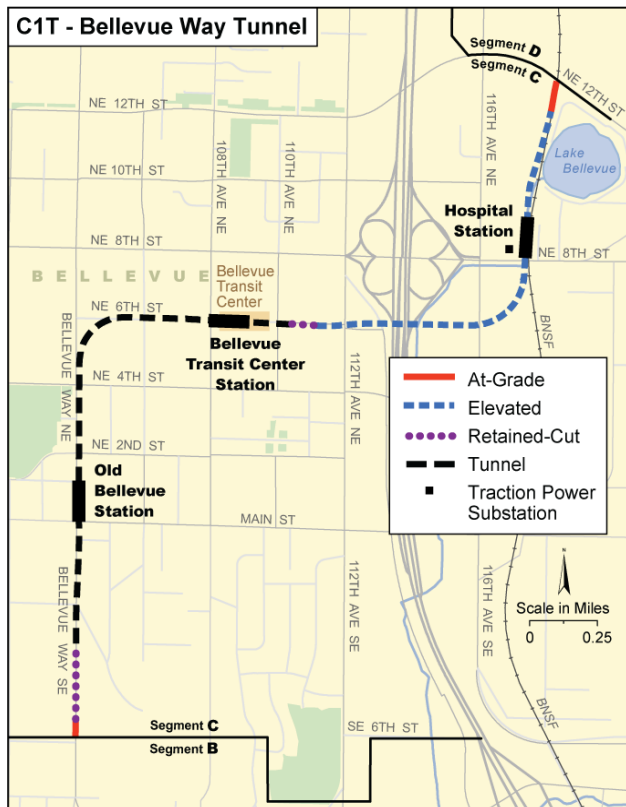 C1T - Bellevue Way Tunnel
Segment D
Segment C
NE 12TH ST
NE 12TH ST
116TH AVE NE
108TH AVE NE
110TH AVE NE
Lake
Bellevue
NE 10TH ST
Hospital
Station
NE 8TH ST
NE 8TH ST
BELLEVUE
Bellevue
Transit
Center
NE 6TH ST
BELLEVUE WAY NE
Bellevue
Transit Center
Station
BNSF
112TH AVE NE
NE 4TH ST
At-Grade
Elevated
Retained-Cut
Tunnel
Traction Power
Substation
NE 2ND ST
Old
Bellevue
Station
MAIN ST
BELLEVUE WAY SE
112TH AVE SE
116TH AVE SE
N
Scale in Miles
0
0.25
BNSF
Segment C
Segment B
SE 6TH ST